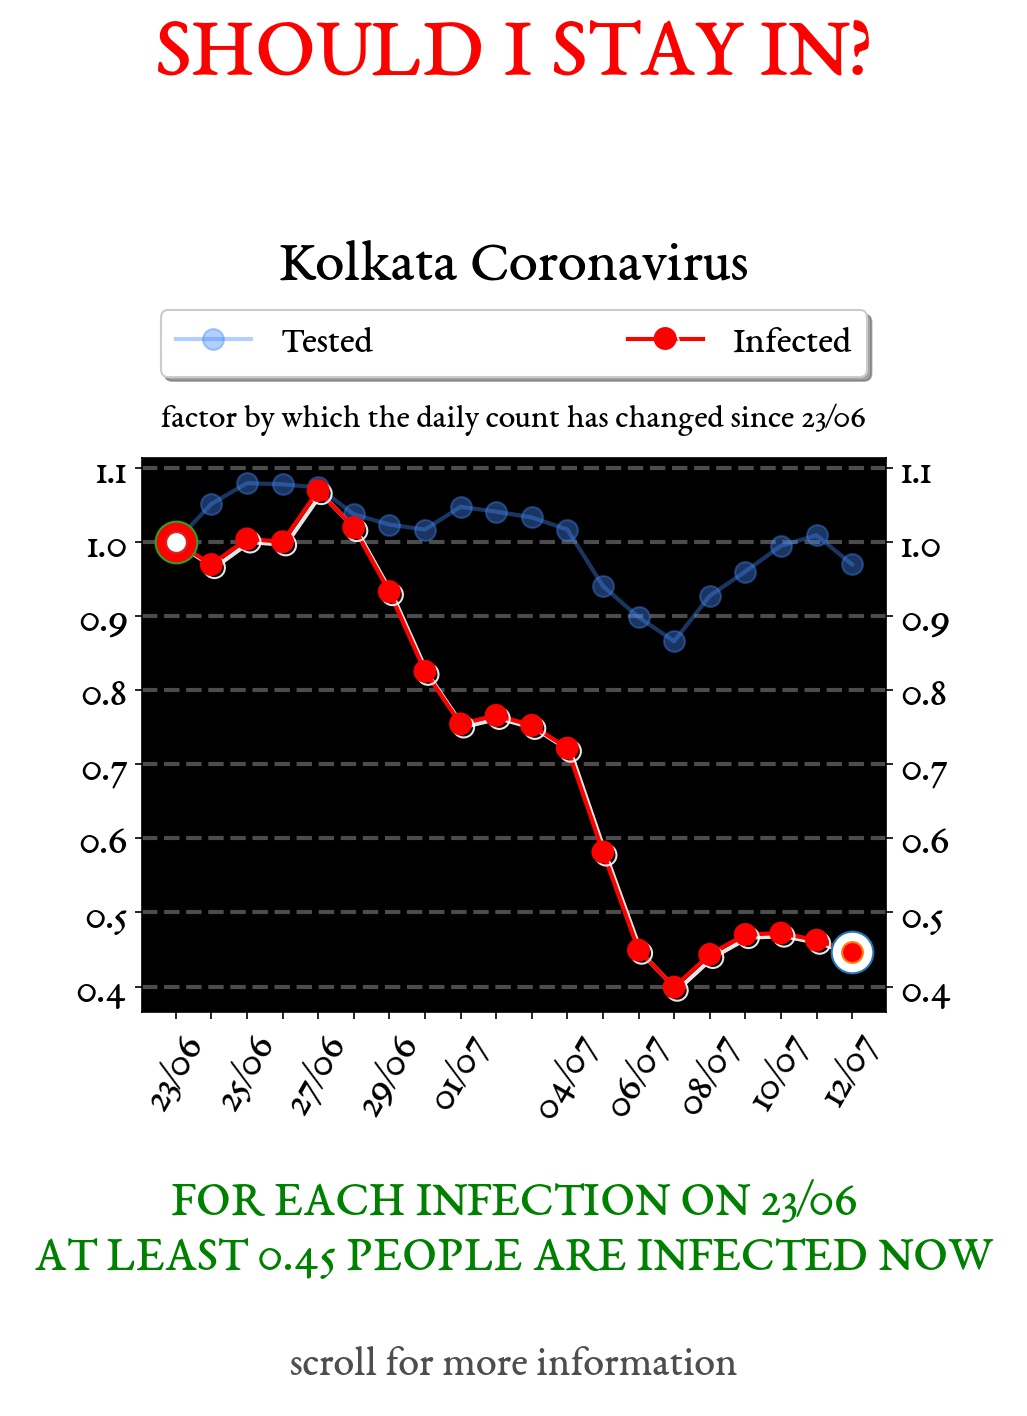 SHOULD I STAY IN?
Kolkata Coronavirus
Tested Infected
factor by which the daily count has changed since 23/06
1.1 1.1
1.0 1.0
0.9 0.9
0.8 0.8
0.7 0.7
0.6 0.6
0.5 0.5
0.4 0.4
23/06 25/06 27/06 29/06 01/07 04/07 06/07 08/07 10/07 12/07
FOR EACH INFECTION ON 23/06
AT LEAST 0.45 PEOPLE ARE INFECTED NOW
scroll for more information